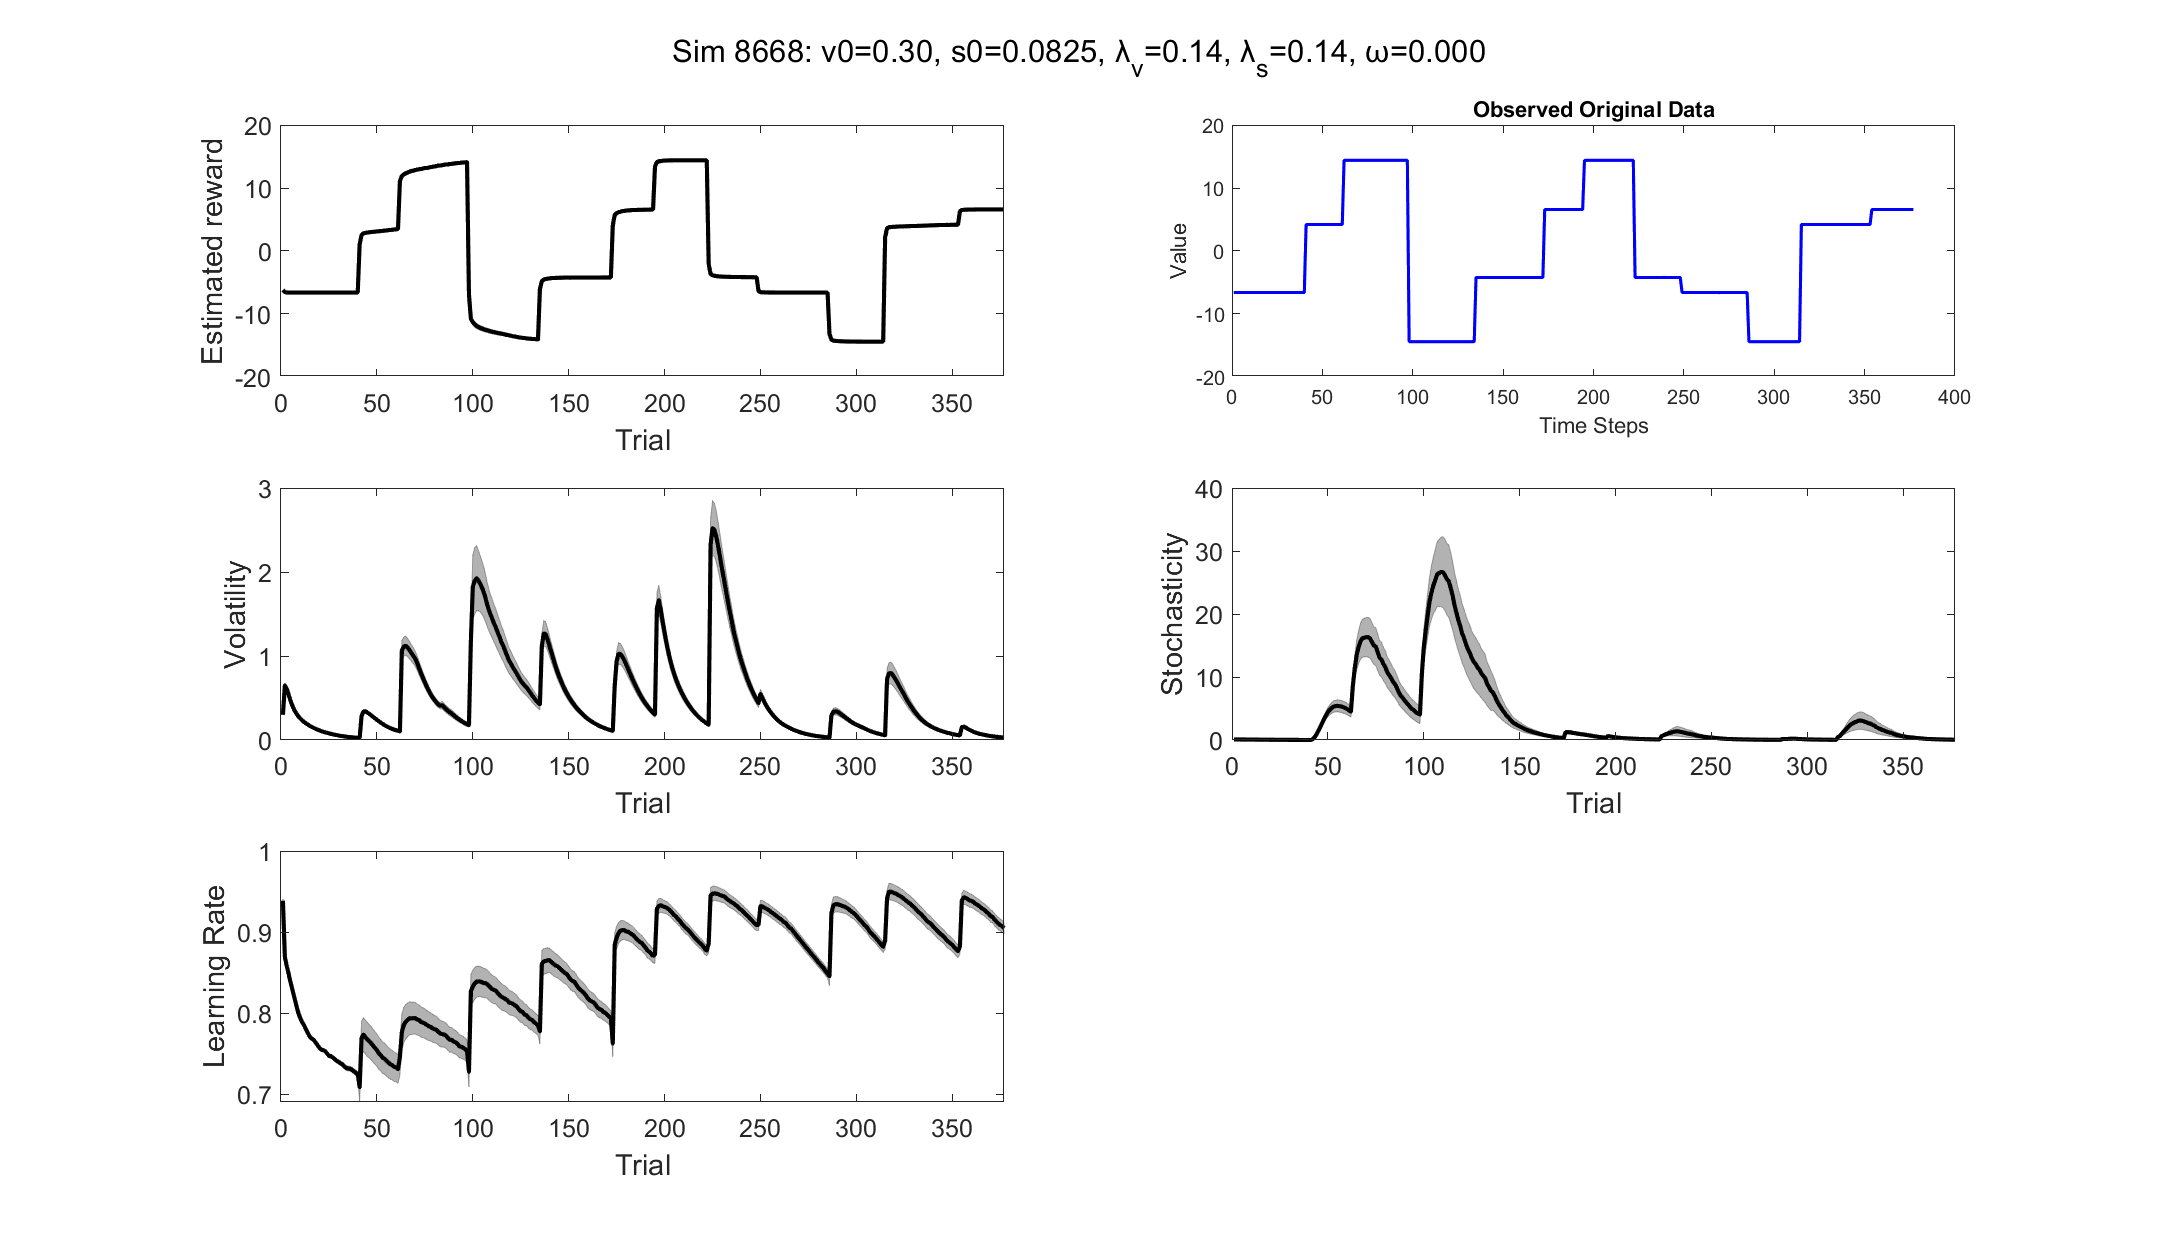 Sim 8668: v0=0.30, s0=0.0825, λ_v=0.14, λ_s=0.14, ω=0.000
Estimated reward
20
10
0
-10
-20
0 50 100 150 200 250 300 350
Trial
Observed Original Data
Value
20
10
0
-10
-20
0 50 100 150 200 250 300 350 400
Time Steps
Volatility
3
2
1
0
0 50 100 150 200 250 300 350
Trial
Stochasticity
40
30
20
10
0
0 50 100 150 200 250 300 350
Trial
Learning Rate
1
0.9
0.8
0.7
0 50 100 150 200 250 300 350
Trial